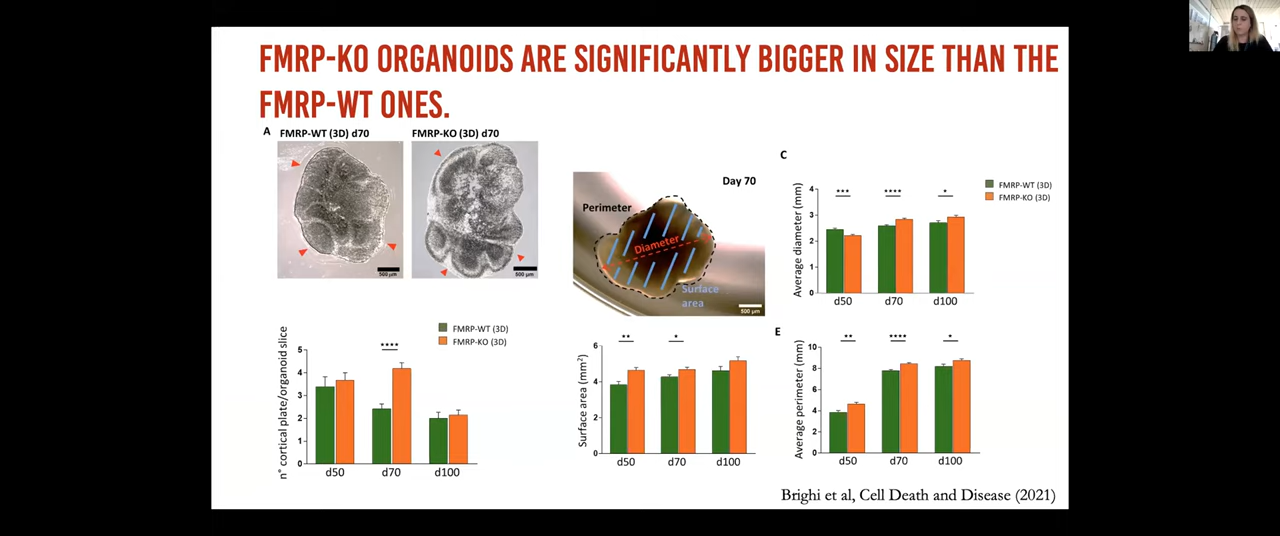 FMRP-KO ORGANOIDS ARE SIGNIFICANTLY BIGGER IN SIZE THAN THE
FMRP-WT ONES.
A
FMRP-WT (3D) d70
FMRP-KO (3D) d70
500 µm
500 µm
Day 70
Perimeter
Diameter
Surface
area
500 µm
C
Average diameter (mm)
4
3
2
1
0
***
****
*
d50
d70
d100
FMRP-WT (3D)
FMRP-KO (3D)
n° cortical plate/organoid slice
5
4
3
2
1
0
****
d50
d70
d100
FMRP-WT (3D)
FMRP-KO (3D)
Surface area (mm²)
6
4
2
0
**
*
d50
d70
d100
E
Average perimeter (mm)
10
8
6
4
2
0
**
****
*
d50
d70
d100
Brighi et al, Cell Death and Disease (2021)